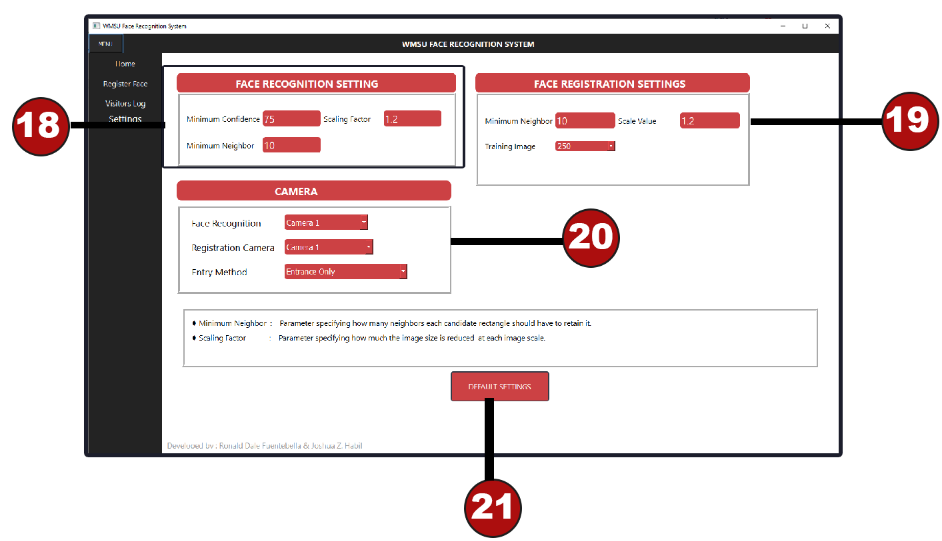 WMSU Face Recognition System
MENU
WMSU FACE RECOGNITION SYSTEM
Home
Register Face
Visitors Log
Settings
FACE RECOGNITION SETTING
Minimum Confidence 75 Scaling Factor 1.2
Minimum Neighbor 10
FACE REGISTRATION SETTINGS
Minimum Neighbor 10 Scale Value 1.2
Training Image 250
18
19
CAMERA
Face Recognition Camera 1
Registration Camera Camera 1
Entry Method Entrance Only
20
♦ Minimum Neighbor : Parameter specifying how many neighbors each candidate rectangle should have to retain it.
♦ Scaling Factor : Parameter specifying how much the image size is reduced at each image scale.
DEFAULT SETTINGS
Developed by : Ronald Dale Fuentebella & Joshua Z. Habil
21